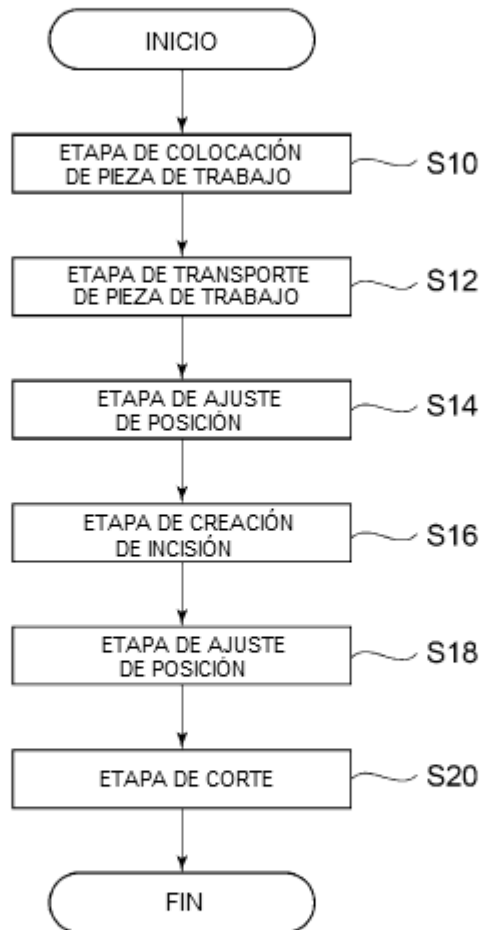 INICIO
ETAPA DE COLOCACIÓN
DE PIEZA DE TRABAJO
S10
ETAPA DE TRANSPORTE
DE PIEZA DE TRABAJO
S12
ETAPA DE AJUSTE
DE POSICIÓN
S14
ETAPA DE CREACIÓN
DE INCISIÓN
S16
ETAPA DE AJUSTE
DE POSICIÓN
S18
ETAPA DE CORTE
S20
FIN